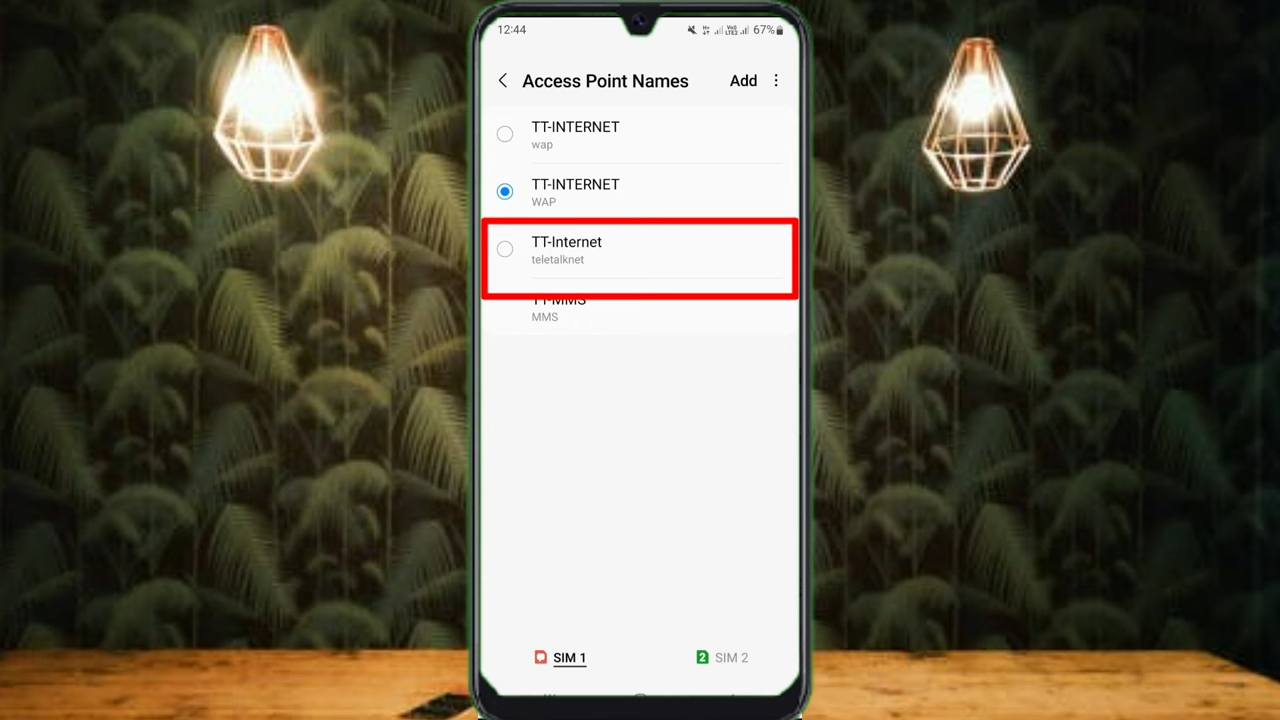 12:44
67%
Access Point Names
Add
TT-INTERNET
wap
TT-INTERNET
WAP
TT-Internet
teletalknet
TT-MMS
MMS
SIM 1
2 SIM 2